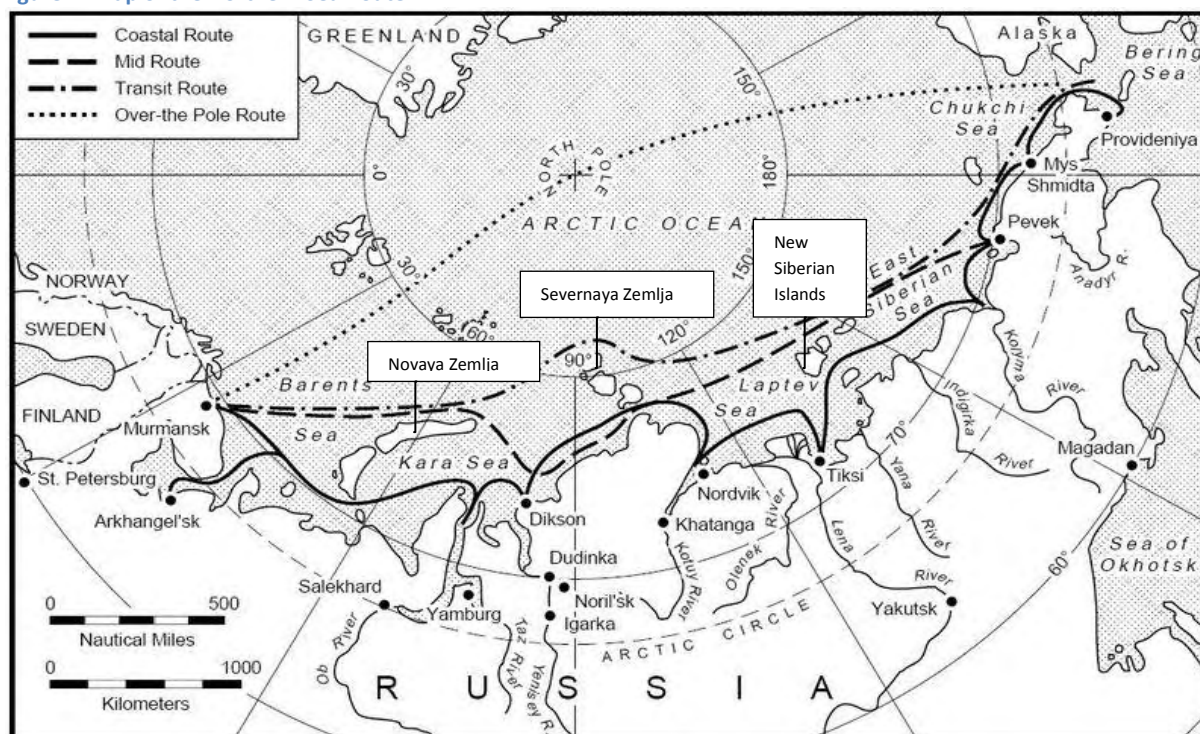 Coastal Route
Mid Route
Transit Route
Over-the Pole Route
GREENLAND
Alaska
Bering
Sea
Chukchi
Sea
Provideniya
Mys
Shmidta
Pevek
30°
0°
30°
60°
90°
120°
150°
180°
150°
NORTH POLE
ARCTIC OCEAN
New
Siberian
Islands
East
Siberian
Sea
Severnaya Zemlja
Novaya Zemlja
NORWAY
SWEDEN
FINLAND
Murmansk
Barents
Sea
Kara Sea
Laptev
Sea
St. Petersburg
Arkhangel'sk
Dikson
Nordvik
Tiksi
Khatanga
Dudinka
Noril'sk
Igarka
Salekhard
Yamburg
Yakutsk
Magadan
Anadyr R.
Kolyma
River
Indigirka
River
Yana
River
Lena
River
Olenek
River
Kotuy River
Ob River
Taz River
Yenisey R.
70°
60°
Sea of
Okhotsk
ARCTIC CIRCLE
RUSSIA
0 500
Nautical Miles
0 1000
Kilometers